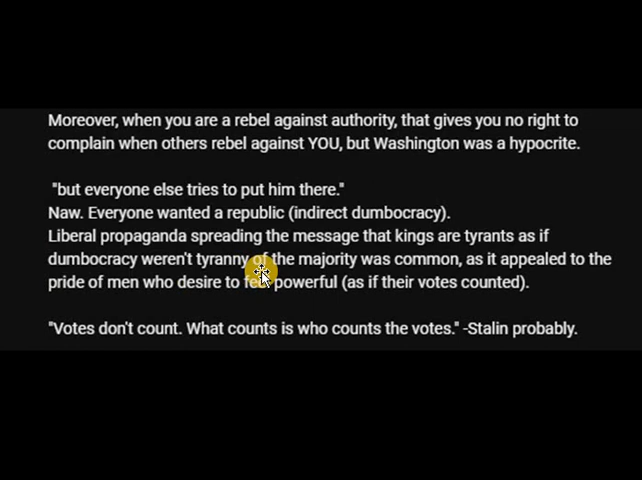 Moreover, when you are a rebel against authority, that gives you no right to
complain when others rebel against YOU, but Washington was a hypocrite.
"but everyone else tries to put him there."
Naw. Everyone wanted a republic (indirect dumbocracy).
Liberal propaganda spreading the message that kings are tyrants as if
dumbocracy weren't tyranny of the majority was common, as it appealed to the
pride of men who desire to feel powerful (as if their votes counted).
"Votes don't count. What counts is who counts the votes." -Stalin probably.